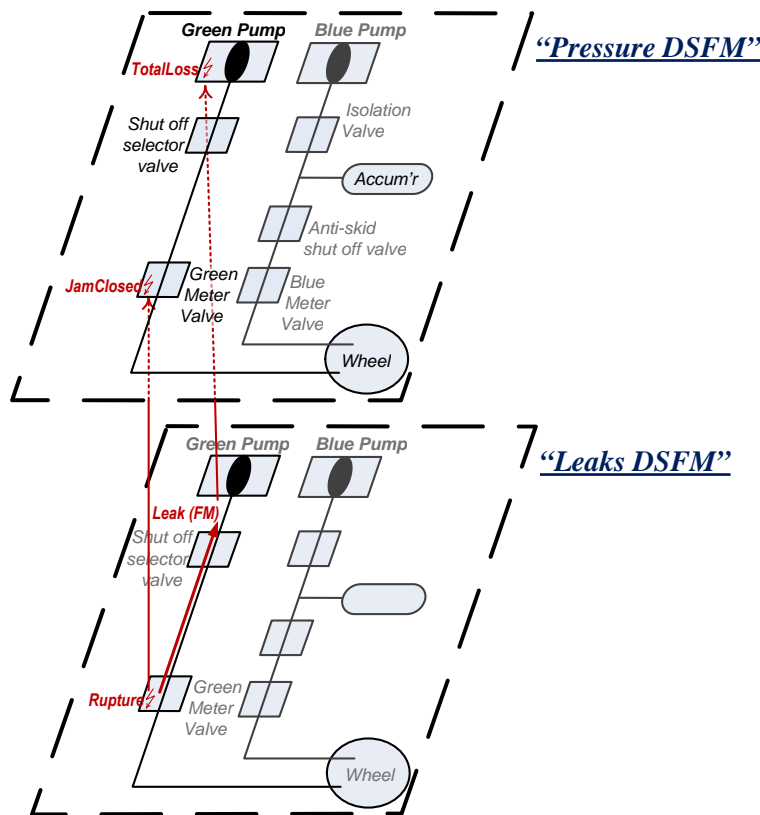 Green Pump
Blue Pump
“Pressure DSFM”
TotalLoss
Isolation
Valve
Shut off
selector
valve
Accum'r
Anti-skid
shut off valve
JamClosed
Green
Meter
Valve
Blue
Meter
Valve
Wheel
Green Pump
Blue Pump
“Leaks DSFM”
Leak (FM)
Shut off
selector
valve
Rupture
Green
Meter
Valve
Wheel